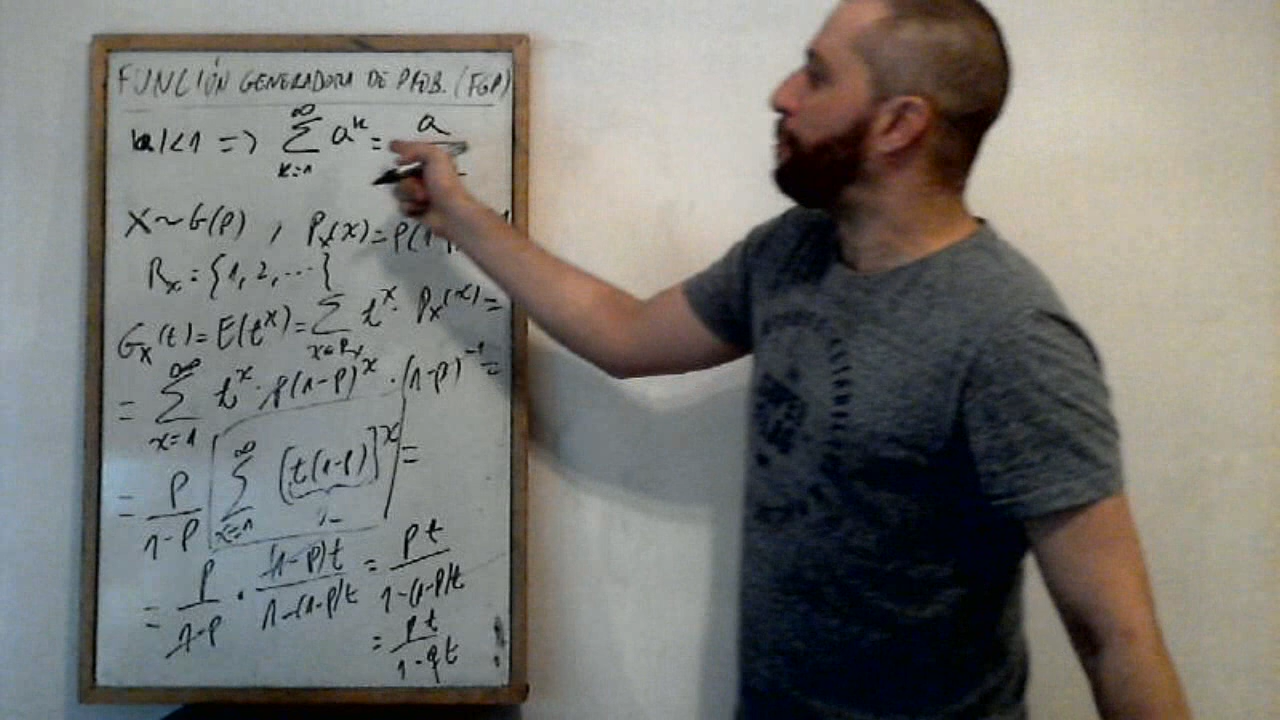 FUNCIÓN GENERADORA DE PROB. (FGP)
|a|<1 => ∞∑k=1 a^k = a
X~G(p) , P_X(x)=p(1-
R_x = {1, 2, ...}
G_X(t) = E(t^X) = ∑x∈R_x t^x · P_X(x) =
= ∞∑x=1 t^x · p(1-p)^x · (1-p)^-1 =
= p/(1-p) ∞∑x=1 [t(1-p)]^x =
= p/(1-p) · (1-p)t/(1-(1-p)t) = pt/(1-(1-p)t)
= pt/(1-qt)